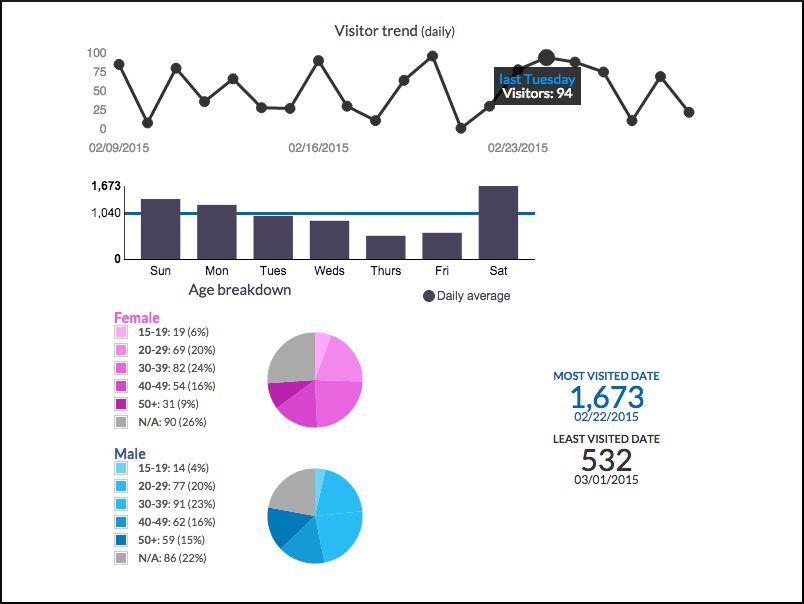 Visitor trend (daily)
100
75
50
25
0
last Tuesday
Visitors: 94
02/09/2015 02/16/2015 02/23/2015
1,673
1,040
0
Sun Mon Tues Weds Thurs Fri Sat
Age breakdown
Daily average
Female
15-19: 19 (6%)
20-29: 69 (20%)
30-39: 82 (24%)
40-49: 54 (16%)
50+: 31 (9%)
N/A: 90 (26%)
Male
15-19: 14 (4%)
20-29: 77 (20%)
30-39: 91 (23%)
40-49: 62 (16%)
50+: 59 (15%)
N/A: 86 (22%)
MOST VISITED DATE
1,673
02/22/2015
LEAST VISITED DATE
532
03/01/2015